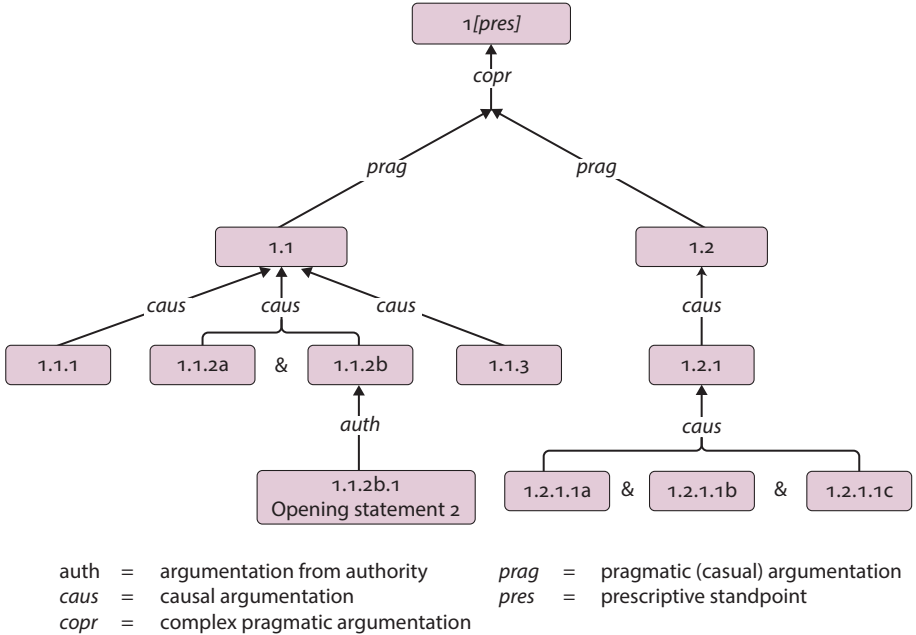 1[pres]
copr
prag prag
1.1 1.2
caus caus caus caus
1.1.1 1.1.2a & 1.1.2b 1.1.3 1.2.1
auth caus
1.1.2b.1
Opening statement 2
1.2.1.1a & 1.2.1.1b & 1.2.1.1c
auth = argumentation from authority prag = pragmatic (casual) argumentation
caus = causal argumentation pres = prescriptive standpoint
copr = complex pragmatic argumentation